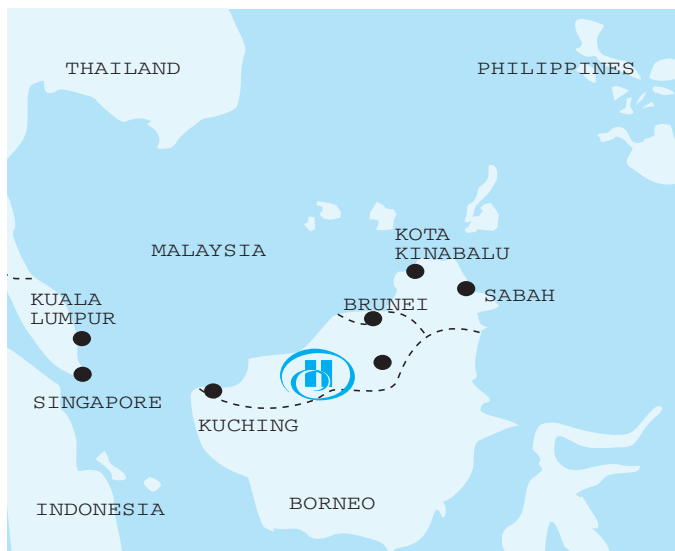 THAILAND
PHILIPPINES
MALAYSIA
KOTA
KINABALU
SABAH
BRUNEI
KUALA
LUMPUR
SINGAPORE
KUCHING
INDONESIA
BORNEO
H